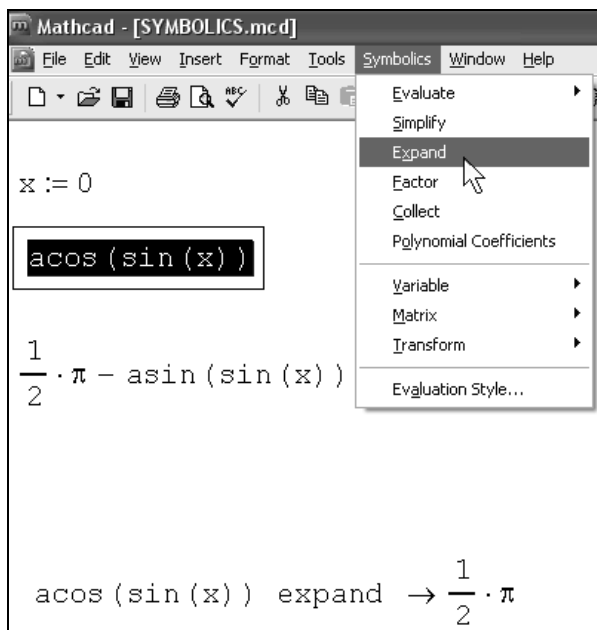 Mathcad - [SYMBOLICS.mcd]
File Edit View Insert Format Tools Symbolics Window Help
ABC
Evaluate
Simplify
Expand
Factor
Collect
Polynomial Coefficients
Variable
Matrix
Transform
Evaluation Style...
x := 0
acos (sin (x) )
1/2 · π − asin (sin (x) )
acos (sin (x) ) expand → 1/2 · π